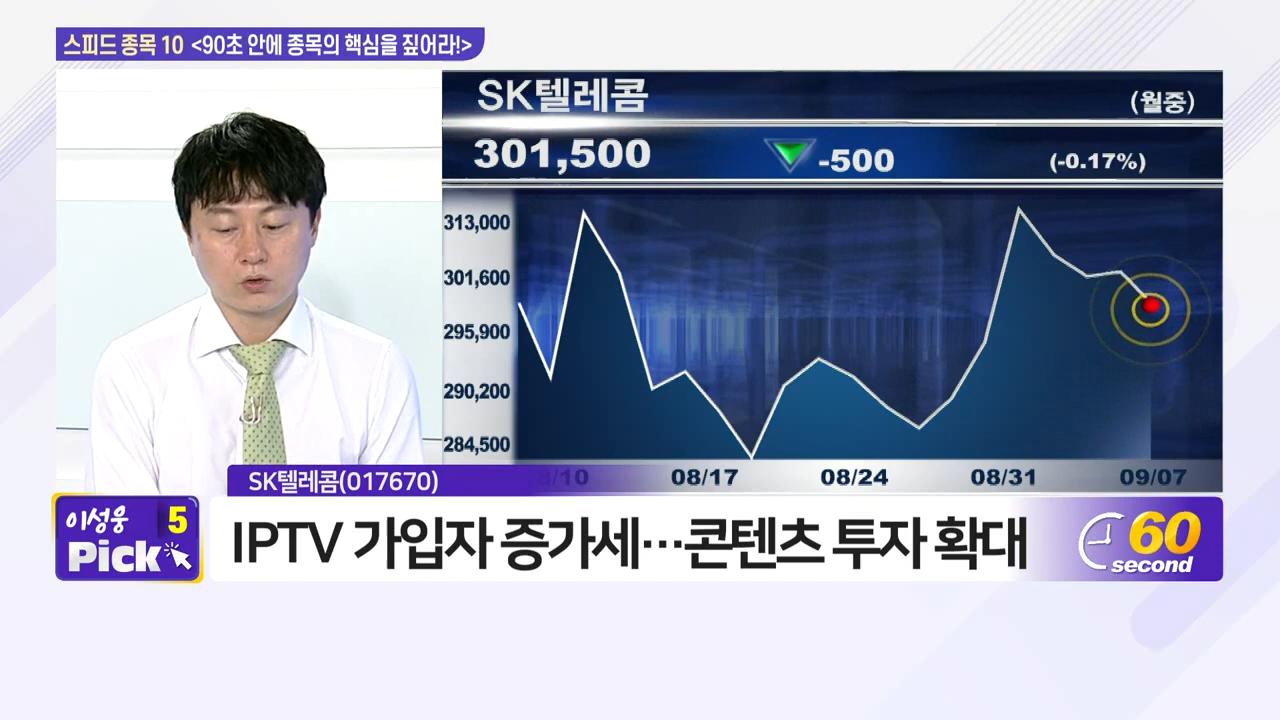 스피드 종목 10 <90초 안에 종목의 핵심을 짚어라!>
SK텔레콤
(월중)
301,500
-500
(-0.17%)
313,000
301,600
295,900
290,200
284,500
/10
08/17
08/24
08/31
09/07
SK텔레콤(017670)
이성웅 5
Pick
IPTV 가입자 증가세…콘텐츠 투자 확대
60
second